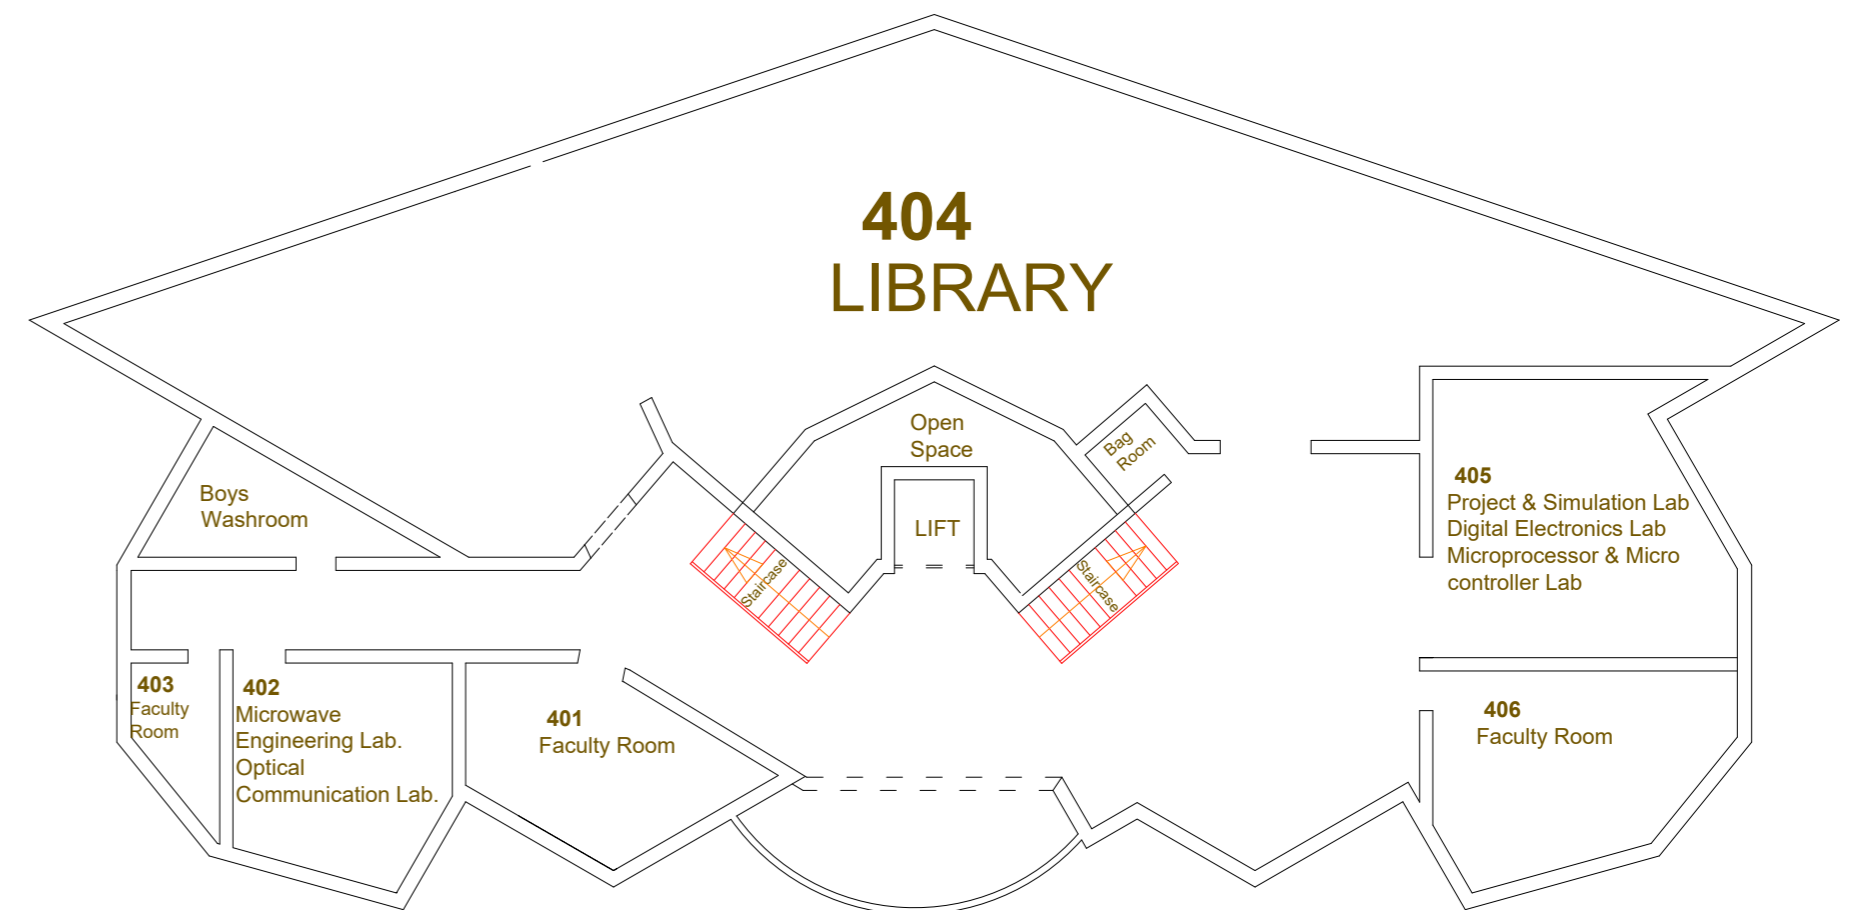 404
LIBRARY
Open
Space
Bag
Room
LIFT
Staircase
Staircase
Boys
Washroom
405
Project & Simulation Lab
Digital Electronics Lab
Microprocessor & Micro
controller Lab
403
Faculty
Room
402
Microwave
Engineering Lab.
Optical
Communication Lab.
401
Faculty Room
406
Faculty Room